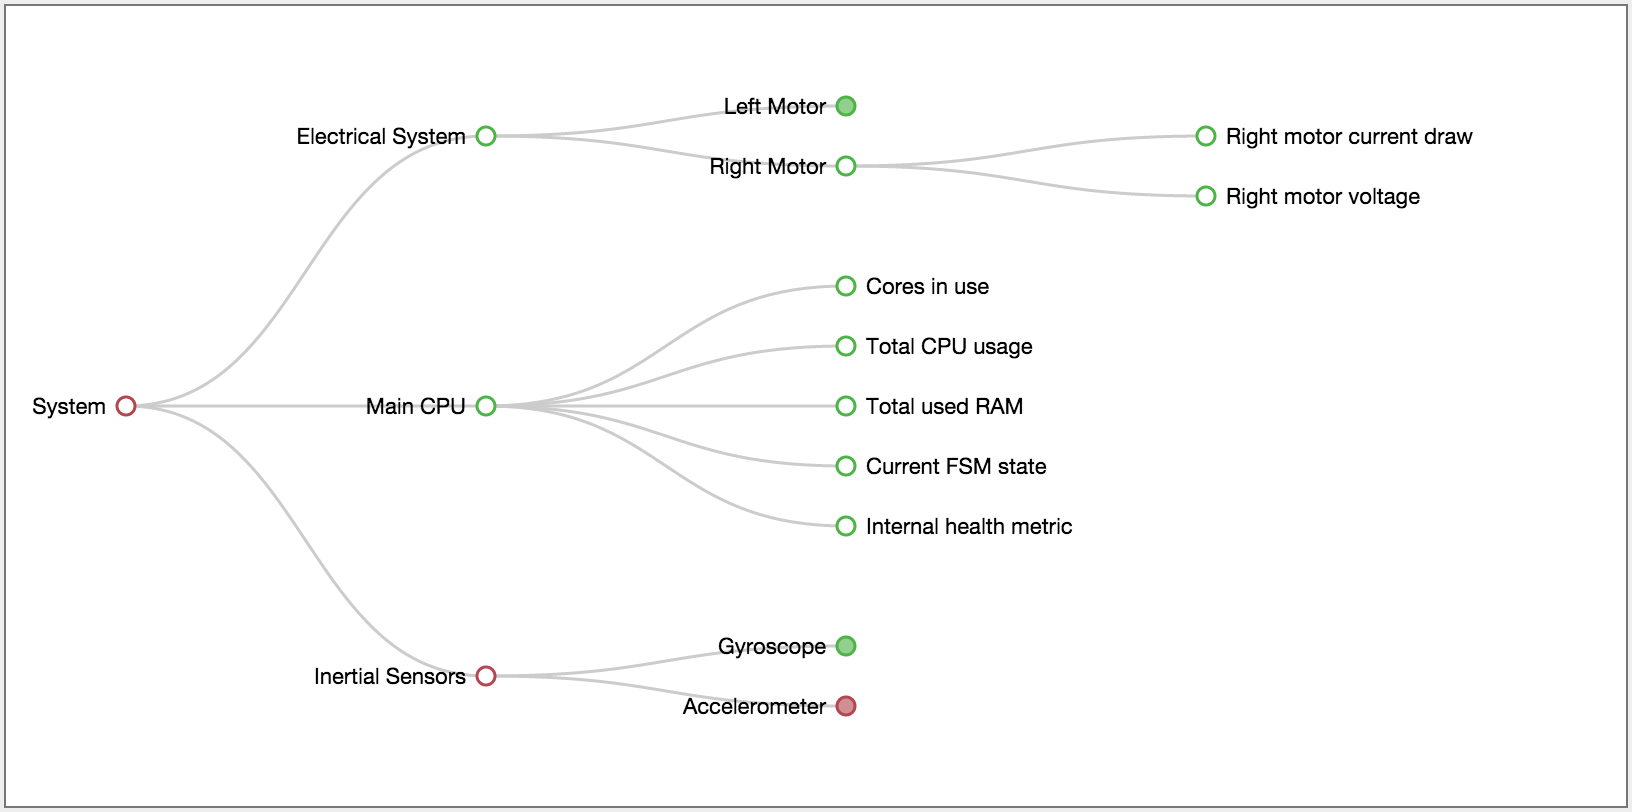 Left Motor
Electrical System
Right motor current draw
Right Motor
Right motor voltage
Cores in use
Total CPU usage
System
Main CPU
Total used RAM
Current FSM state
Internal health metric
Gyroscope
Inertial Sensors
Accelerometer